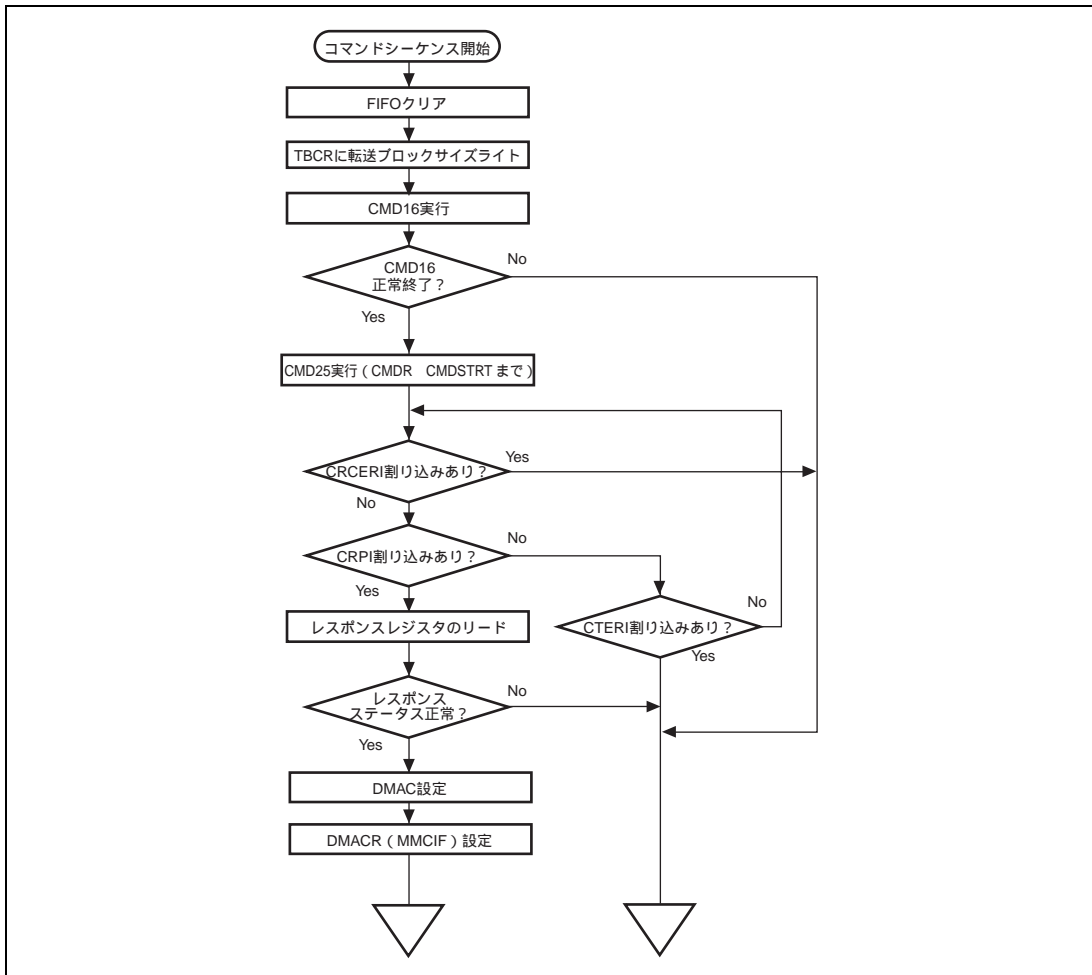 コマンドシーケンス開始
FIFOクリア
TBCRに転送ブロックサイズライト
CMD16実行
CMD16
正常終了？
No
Yes
CMD25実行（CMDR　CMDSTRT まで）
CRCERI割り込みあり？
Yes
No
CRPI割り込みあり？
No
Yes
レスポンスレジスタのリード
CTERI割り込みあり？
No
Yes
レスポンス
ステータス正常？
No
Yes
DMAC設定
DMACR（MMCIF）設定